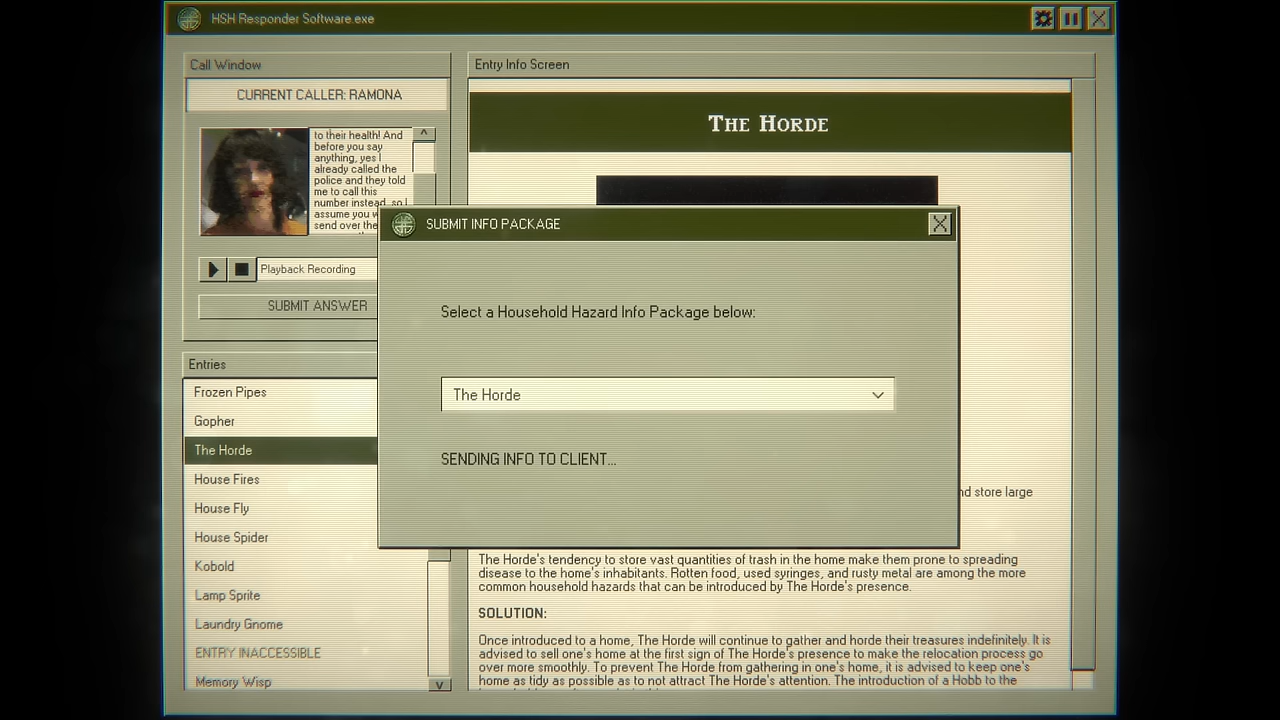 HSH Responder Software.exe
Call Window
CURRENT CALLER: RAMONA
to their health! And
before you say
anything, yes I
already called the
police and they told
me to call this
number instead, so I
assume you
send over the
Playback Recording
SUBMIT ANSWER
Entries
Frozen Pipes
Gopher
The Horde
House Fires
House Fly
House Spider
Kobold
Lamp Sprite
Laundry Gnome
ENTRY INACCESSIBLE
Memory Wisp
Entry Info Screen
The Horde
SUBMIT INFO PACKAGE
Select a Household Hazard Info Package below:
The Horde
SENDING INFO TO CLIENT...
nd store large
The Horde's tendency to store vast quantities of trash in the home make them prone to spreading
disease to the home's inhabitants. Rotten food, used syringes, and rusty metal are among the more
common household hazards that can be introduced by The Horde's presence.
SOLUTION:
Once introduced to a home, The Horde will continue to gather and horde their treasures indefinitely. It is
advised to sell one's home at the first sign of The Horde's presence to make the relocation process go
over more smoothly. To prevent The Horde from gathering in one's home, it is advised to keep one's
home as tidy as possible as to not attract The Horde's attention. The introduction of a Hobb to the